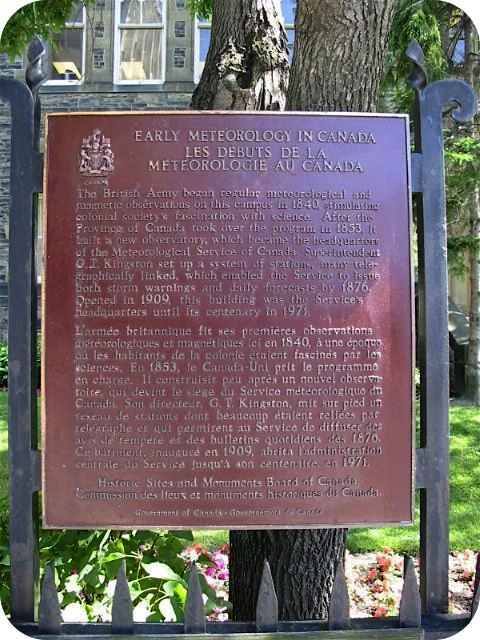 CANADA
EARLY METEOROLOGY IN CANADA
LES DÉBUTS DE LA
MÉTÉOROLOGIE AU CANADA
The British Army began regular meteorological and
magnetic observations on this campus in 1840, stimulating
colonial society's fascination with science. After the
Province of Canada took over the program in 1853, it
built a new observatory, which became the headquarters
of the Meteorological Service of Canada. Superintendent
G.T. Kingston set up a system of stations, many tele-
graphically linked, which enabled the Service to issue
both storm warnings and daily forecasts by 1876.
Opened in 1909, this building was the Service's
headquarters until its centenary in 1971.
L'armée britannique fit ses premières observations
météorologiques et magnétiques ici en 1840, à une époque
où les habitants de la colonie étaient fascinés par les
sciences. En 1853, le Canada-Uni prit le programme
en charge. Il construisit peu après un nouvel observa-
toire, qui devint le siège du Service météorologique du
Canada. Son directeur, G.T. Kingston, mit sur pied un
réseau de stations dont beaucoup étaient reliées par
télégraphe et qui permirent au Service de diffuser des
avis de tempête et des bulletins quotidiens dès 1876.
Ce bâtiment, inauguré en 1909, abrita l'administration
centrale du Service jusqu'à son centenaire, en 1971.
Historic Sites and Monuments Board of Canada
Commission des lieux et monuments historiques du Canada.
Government of Canada - Gouvernement du Canada